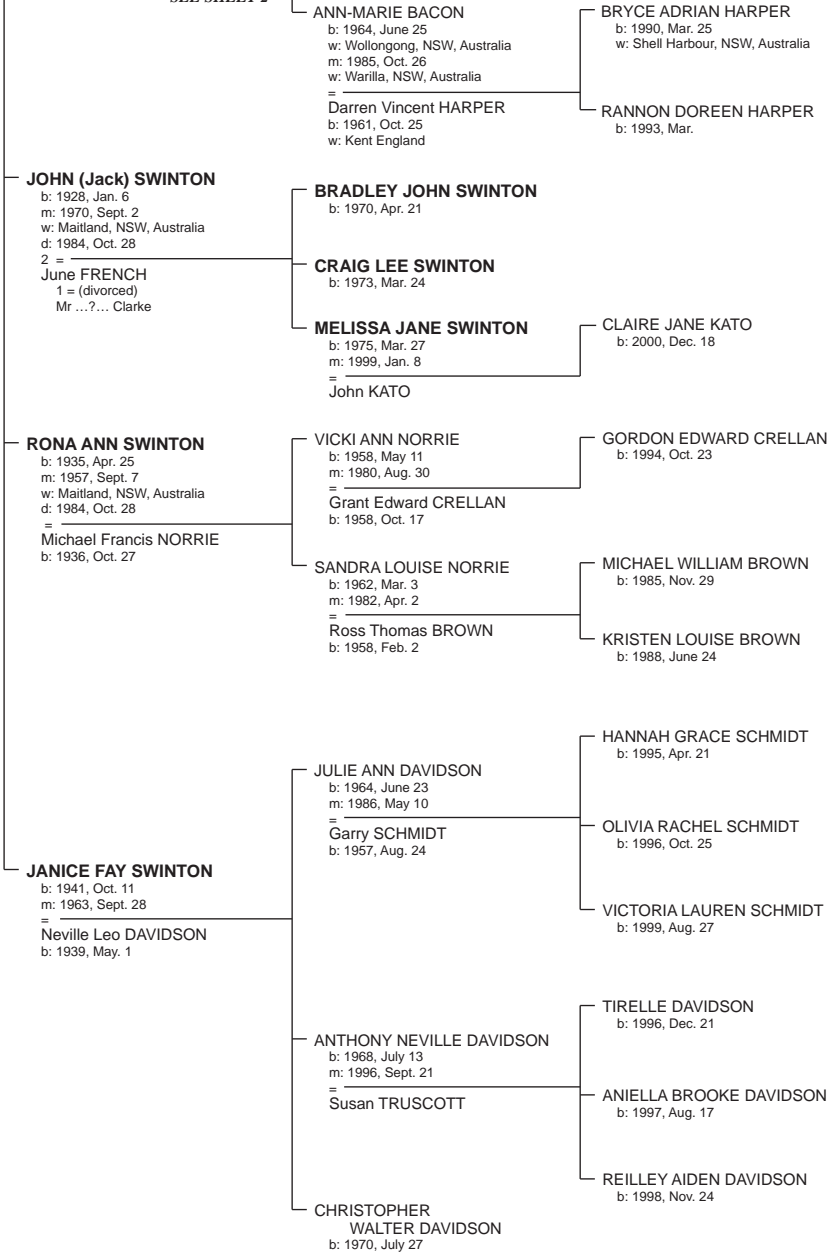 SEE SHEET 2
ANN-MARIE BACON
b: 1964, June 25
w: Wollongong, NSW, Australia
m: 1985, Oct. 26
w: Warilla, NSW, Australia
=
Darren Vincent HARPER
b: 1961, Oct. 25
w: Kent England
BRYCE ADRIAN HARPER
b: 1990, Mar. 25
w: Shell Harbour, NSW, Australia
RANNON DOREEN HARPER
b: 1993, Mar.
JOHN (Jack) SWINTON
b: 1928, Jan. 6
m: 1970, Sept. 2
w: Maitland, NSW, Australia
d: 1984, Oct. 28
2 =
June FRENCH
1 = (divorced)
Mr ...?... Clarke
BRADLEY JOHN SWINTON
b: 1970, Apr. 21
CRAIG LEE SWINTON
b: 1973, Mar. 24
MELISSA JANE SWINTON
b: 1975, Mar. 27
m: 1999, Jan. 8
=
John KATO
CLAIRE JANE KATO
b: 2000, Dec. 18
RONA ANN SWINTON
b: 1935, Apr. 25
m: 1957, Sept. 7
w: Maitland, NSW, Australia
d: 1984, Oct. 28
=
Michael Francis NORRIE
b: 1936, Oct. 27
VICKI ANN NORRIE
b: 1958, May 11
m: 1980, Aug. 30
=
Grant Edward CRELLAN
b: 1958, Oct. 17
GORDON EDWARD CRELLAN
b: 1994, Oct. 23
SANDRA LOUISE NORRIE
b: 1962, Mar. 3
m: 1982, Apr. 2
=
Ross Thomas BROWN
b: 1958, Feb. 2
MICHAEL WILLIAM BROWN
b: 1985, Nov. 29
KRISTEN LOUISE BROWN
b: 1988, June 24
JANICE FAY SWINTON
b: 1941, Oct. 11
m: 1963, Sept. 28
=
Neville Leo DAVIDSON
b: 1939, May. 1
JULIE ANN DAVIDSON
b: 1964, June 23
m: 1986, May 10
=
Garry SCHMIDT
b: 1957, Aug. 24
HANNAH GRACE SCHMIDT
b: 1995, Apr. 21
OLIVIA RACHEL SCHMIDT
b: 1996, Oct. 25
VICTORIA LAUREN SCHMIDT
b: 1999, Aug. 27
ANTHONY NEVILLE DAVIDSON
b: 1968, July 13
m: 1996, Sept. 21
=
Susan TRUSCOTT
TIRELLE DAVIDSON
b: 1996, Dec. 21
ANIELLA BROOKE DAVIDSON
b: 1997, Aug. 17
REILLEY AIDEN DAVIDSON
b: 1998, Nov. 24
CHRISTOPHER
WALTER DAVIDSON
b: 1970, July 27